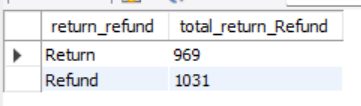 return_refund total_return_Refund
Return 969
Refund 1031